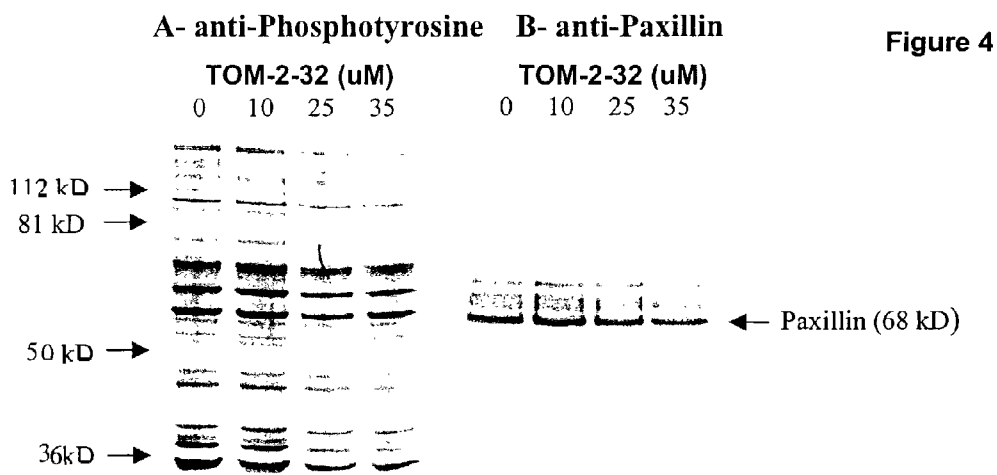 A- anti-Phosphotyrosine B- anti-Paxillin
Figure 4
TOM-2-32 (uM) TOM-2-32 (uM)
0 10 25 35 0 10 25 35
112 kD
81 kD
Paxillin (68 kD)
50 kD
36kD